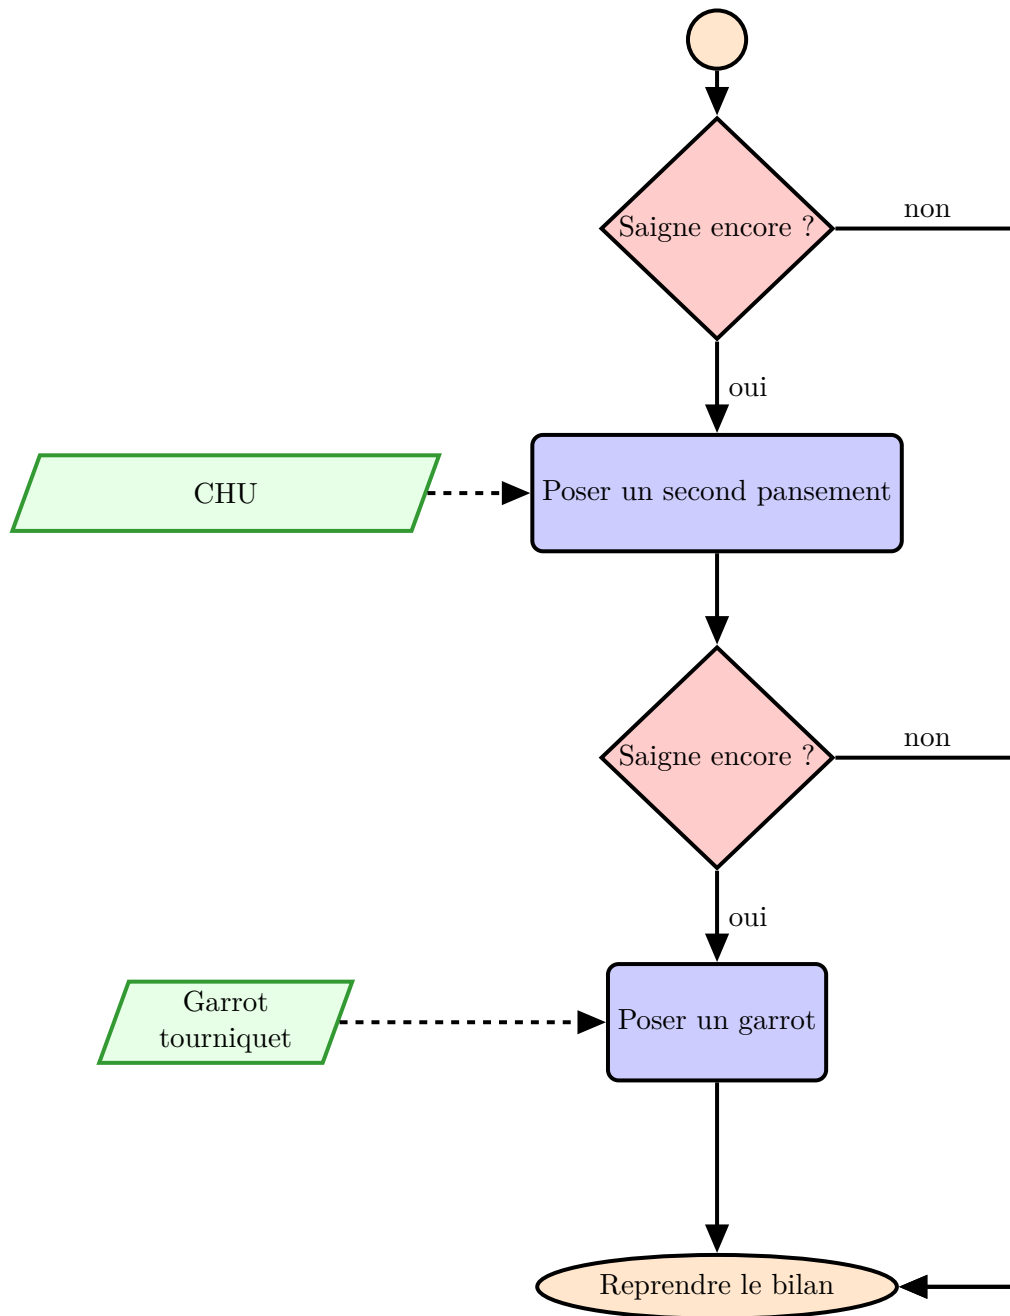 Saigne encore ?
non
oui
CHU
Poser un second pansement
Saigne encore ?
non
oui
Garrot
tourniquet
Poser un garrot
Reprendre le bilan